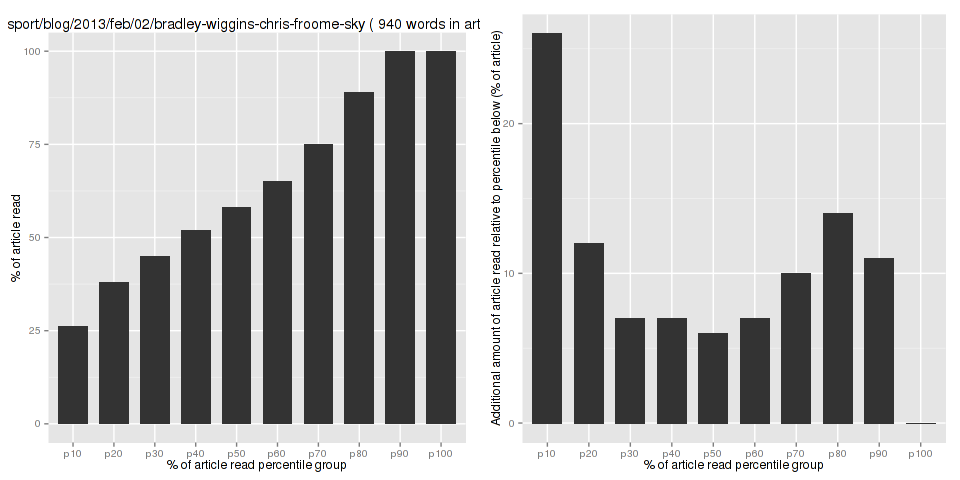 sport/blog/2013/feb/02/bradley-wiggins-chris-froome-sky ( 940 words in art
% of article read
100
75
50
25
0
p10 p20 p30 p40 p50 p60 p70 p80 p90 p100
% of article read percentile group
Additional amount of article read relative to percentile below (% of article)
20
10
0
p10 p20 p30 p40 p50 p60 p70 p80 p90 p100
% of article read percentile group